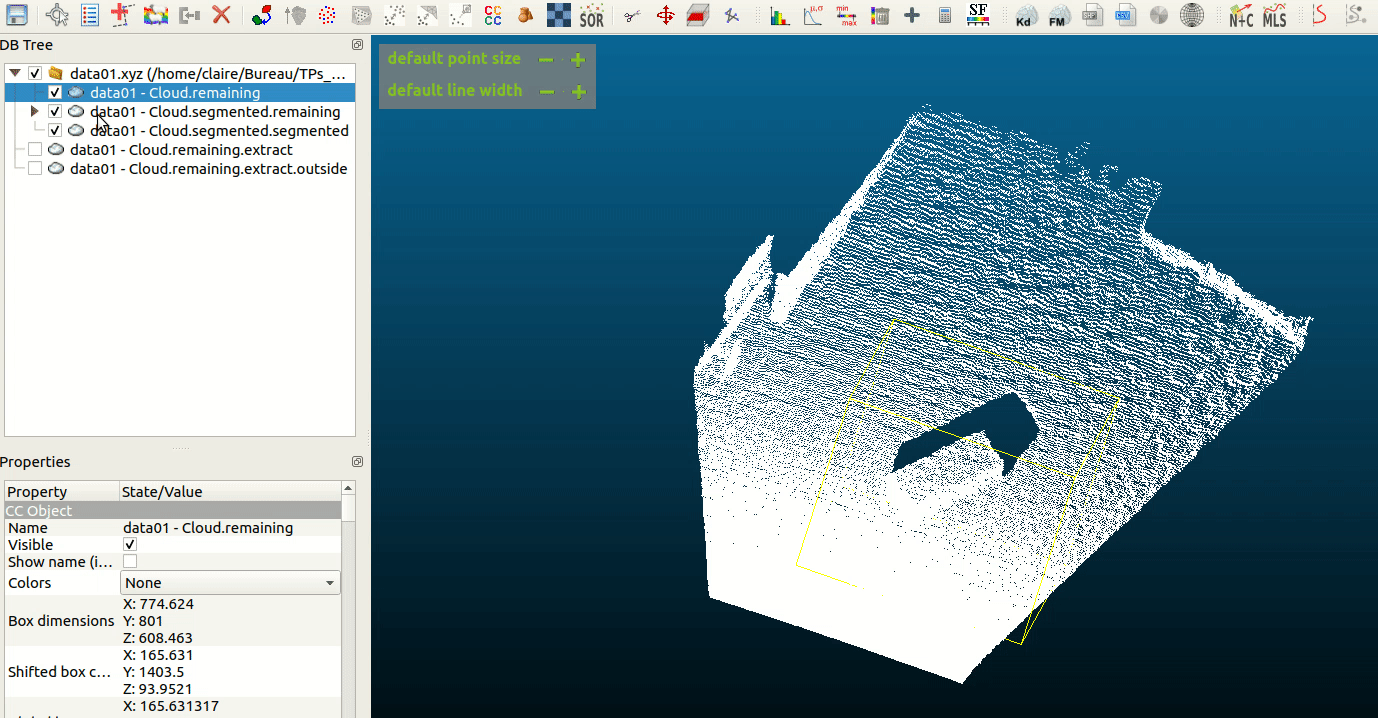 CC
CC
SOR
μ,σ
min
max
SF
Kd
FM
SHP
CSV
N+C
MLS
DB Tree
data01.xyz (/home/claire/Bureau/TPs_...
data01 - Cloud.remaining
data01 - Cloud.segmented.remaining
data01 - Cloud.segmented.segmented
data01 - Cloud.remaining.extract
data01 - Cloud.remaining.extract.outside
default point size
default line width
Properties
Property State/Value
CC Object
Name data01 - Cloud.remaining
Visible
Show name (i...
Colors None
X: 774.624
Box dimensions Y: 801
Z: 608.463
X: 165.631
Shifted box c... Y: 1403.5
Z: 93.9521
X: 165.631317